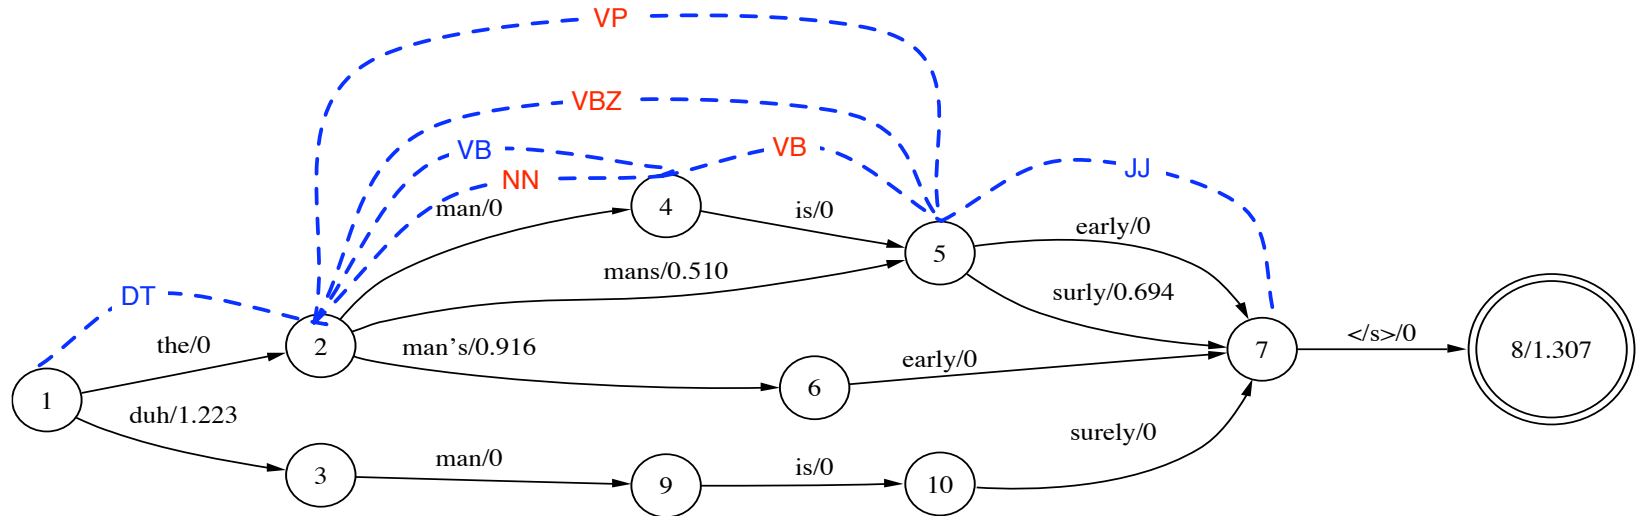 VP
VBZ
VB
VB
NN
JJ
man/0
4
is/0
early/0
5
mans/0.510
surly/0.694
DT
the/0
2
man's/0.916
early/0
7
</s>/0
8/1.307
1
duh/1.223
6
surely/0
3
man/0
9
is/0
10